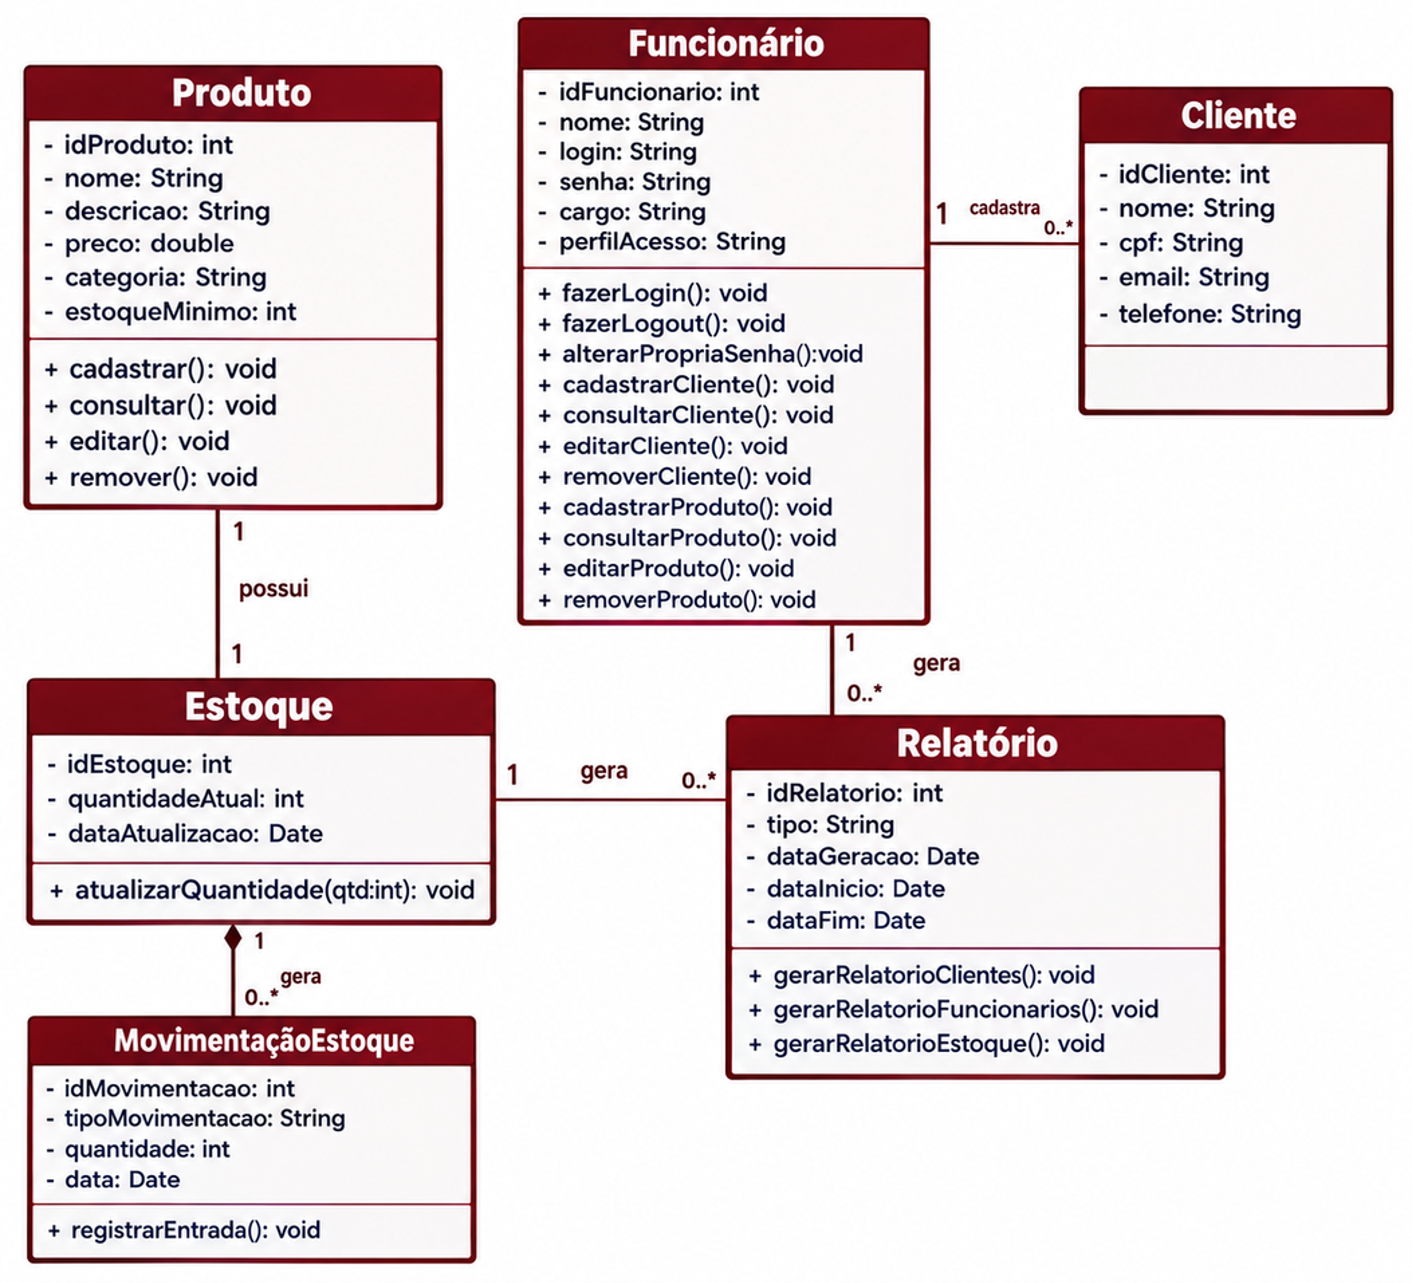 Produto
- idProduto: int
- nome: String
- descricao: String
- preco: double
- categoria: String
- estoqueMinimo: int
+ cadastrar(): void
+ consultar(): void
+ editar(): void
+ remover(): void
Funcionário
- idFuncionario: int
- nome: String
- login: String
- senha: String
- cargo: String
- perfilAcesso: String
+ fazerLogin(): void
+ fazerLogout(): void
+ alterarPropriaSenha():void
+ cadastrarCliente(): void
+ consultarCliente(): void
+ editarCliente(): void
+ removerCliente(): void
+ cadastrarProduto(): void
+ consultarProduto(): void
+ editarProduto(): void
+ removerProduto(): void
1 cadastra 0..*
Cliente
- idCliente: int
- nome: String
- cpf: String
- email: String
- telefone: String
1
possui
1
1
gera
0..*
Estoque
- idEstoque: int
- quantidadeAtual: int
- dataAtualizacao: Date
+ atualizarQuantidade(qtd:int): void
1 gera 0..*
Relatório
- idRelatorio: int
- tipo: String
- dataGeracao: Date
- dataInicio: Date
- dataFim: Date
+ gerarRelatorioClientes(): void
+ gerarRelatorioFuncionarios(): void
+ gerarRelatorioEstoque(): void
1
gera
0..*
MovimentaçãoEstoque
- idMovimentacao: int
- tipoMovimentacao: String
- quantidade: int
- data: Date
+ registrarEntrada(): void